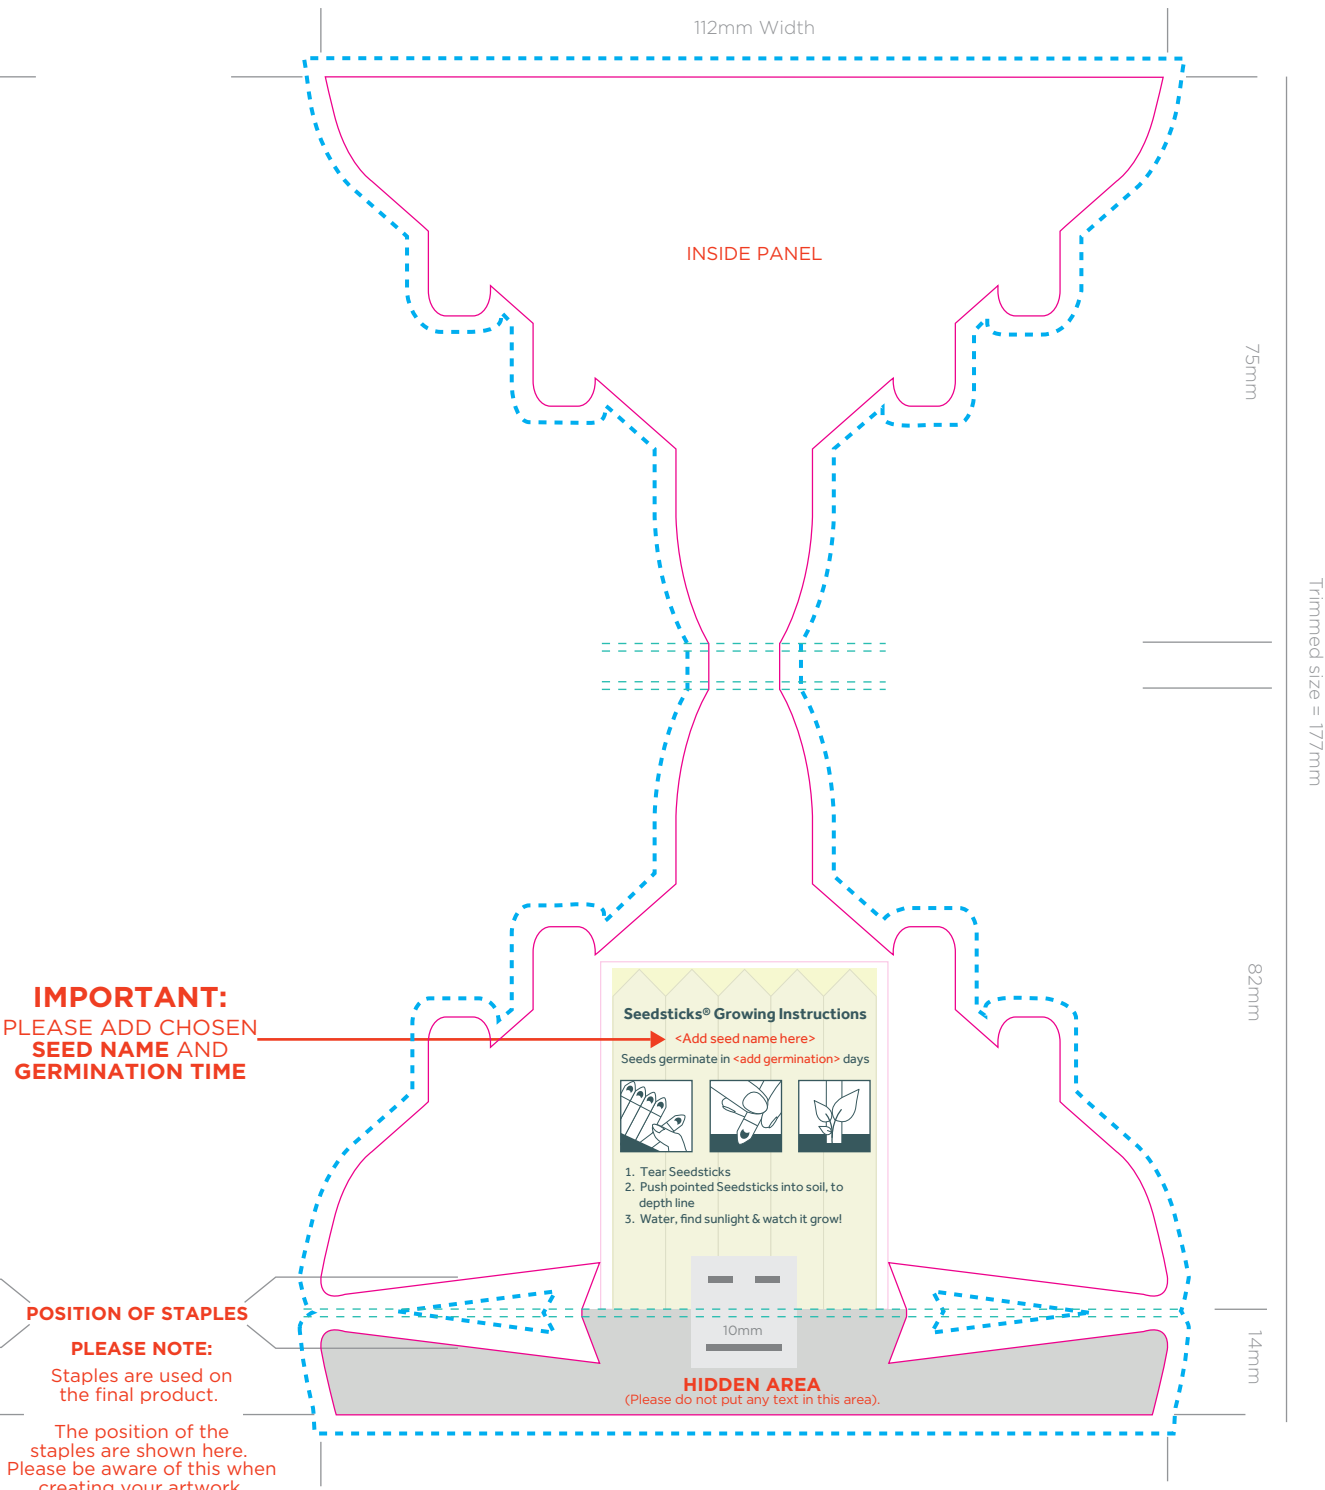 112mm Width
INSIDE PANEL
75mm
Trimmed size = 177mm
82mm
IMPORTANT:
PLEASE ADD CHOSEN
SEED NAME AND
GERMINATION TIME
Seedsticks® Growing Instructions
<Add seed name here>
Seeds germinate in <add germination> days
1. Tear Seedsticks
2. Push pointed Seedsticks into soil, to
depth line
3. Water, find sunlight & watch it grow!
POSITION OF STAPLES
PLEASE NOTE:
Staples are used on
the final product.
The position of the
staples are shown here.
Please be aware of this when
creating your artwork
10mm
14mm
HIDDEN AREA
(Please do not put any text in this area).